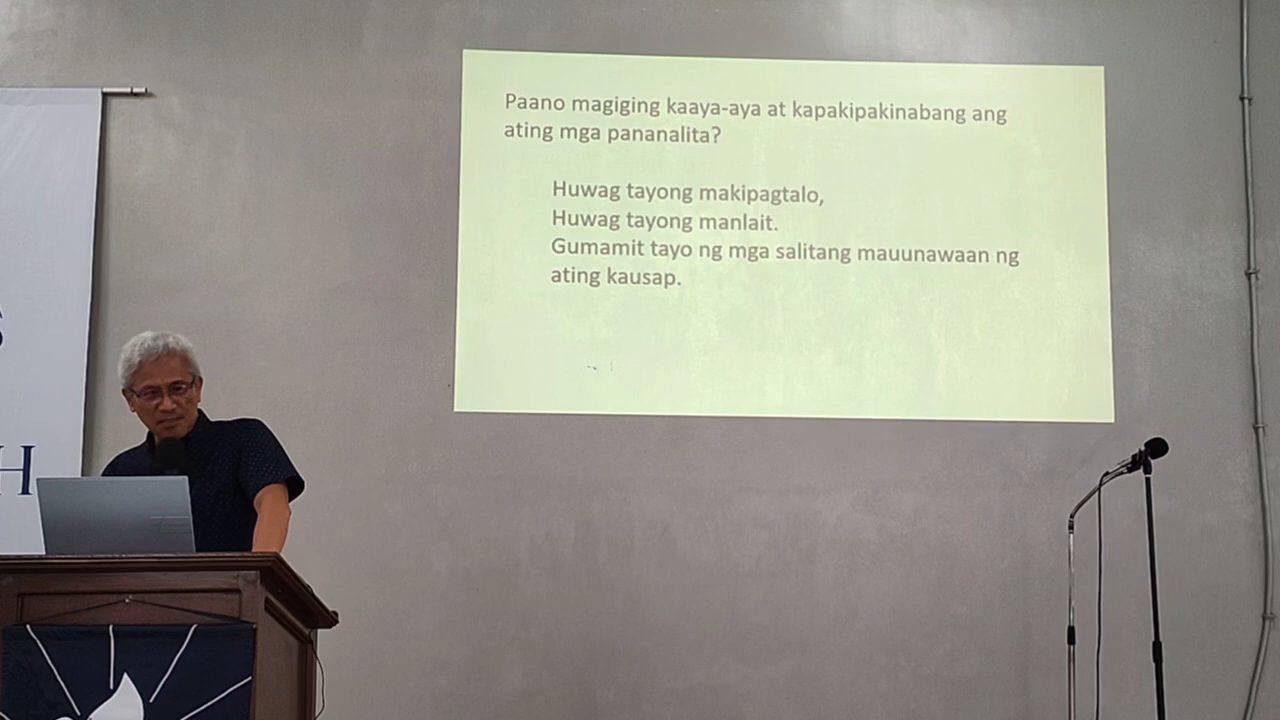 Paano magiging kaaya-aya at kapakipakinabang ang
ating mga pananalita?
Huwag tayong makipagtalo,
Huwag tayong manlait.
Gumamit tayo ng mga salitang mauunawaan ng
ating kausap.
H